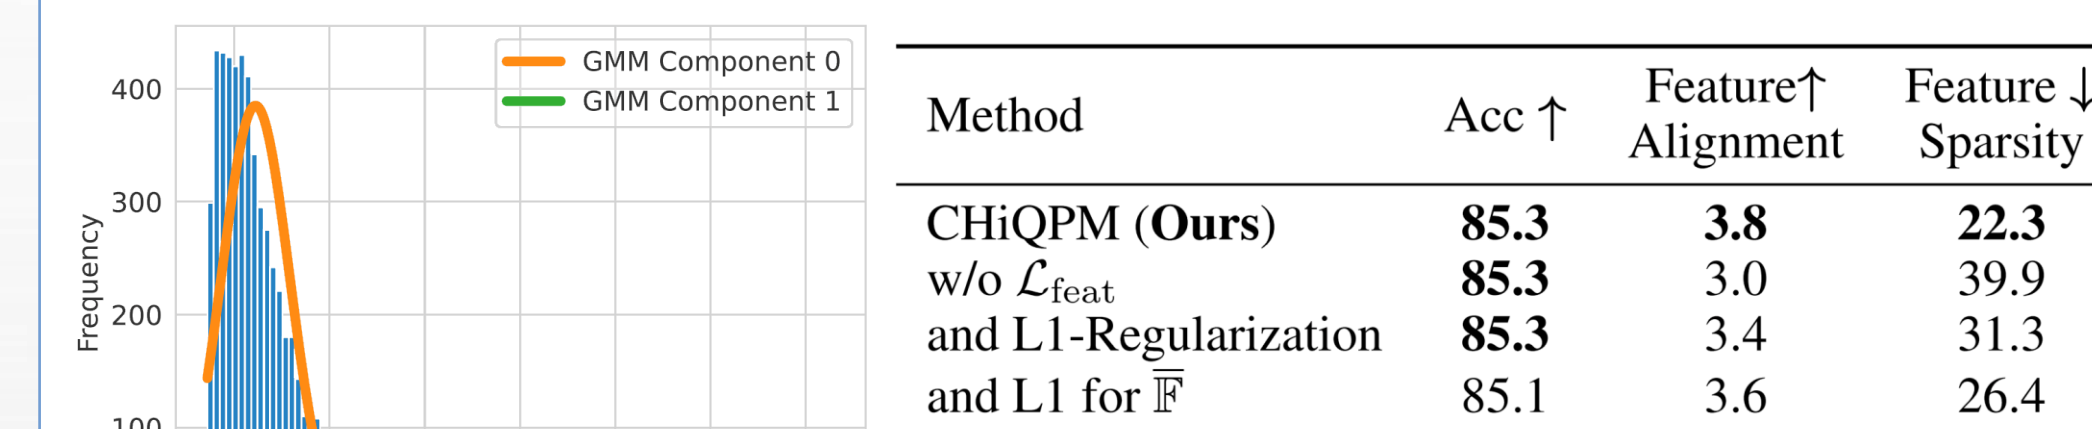 GMM Component 0
GMM Component 1
400
300
200
100
Frequency
Method Acc ↑ Feature↑ Alignment Feature ↓ Sparsity
CHiQPM (Ours) 85.3 3.8 22.3
w/o ℒfeat 85.3 3.0 39.9
and L1-Regularization 85.3 3.4 31.3
and L1 for 𝔽̅ 85.1 3.6 26.4